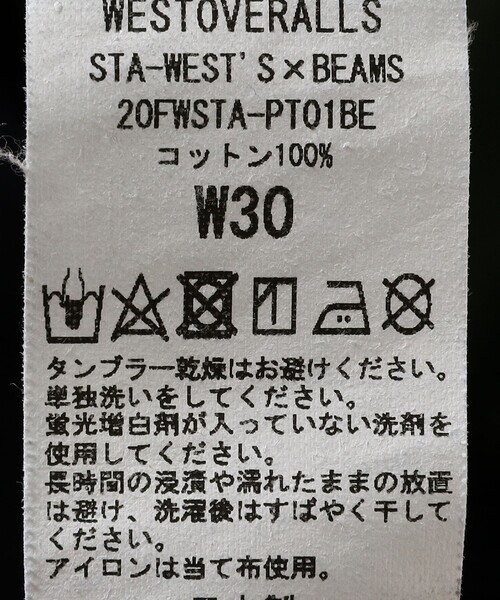 WESTOVERALLS
STA-WEST'S×BEAMS
20FWSTA-PT01BE
コットン100%
W30
タンブラー乾燥はお避けください。
単独洗いをしてください。
蛍光増白剤が入っていない洗剤を
使用してください。
長時間の浸漬や濡れたままの放置
は避け、洗濯後はすばやく干して
ください。
アイロンは当て布使用。